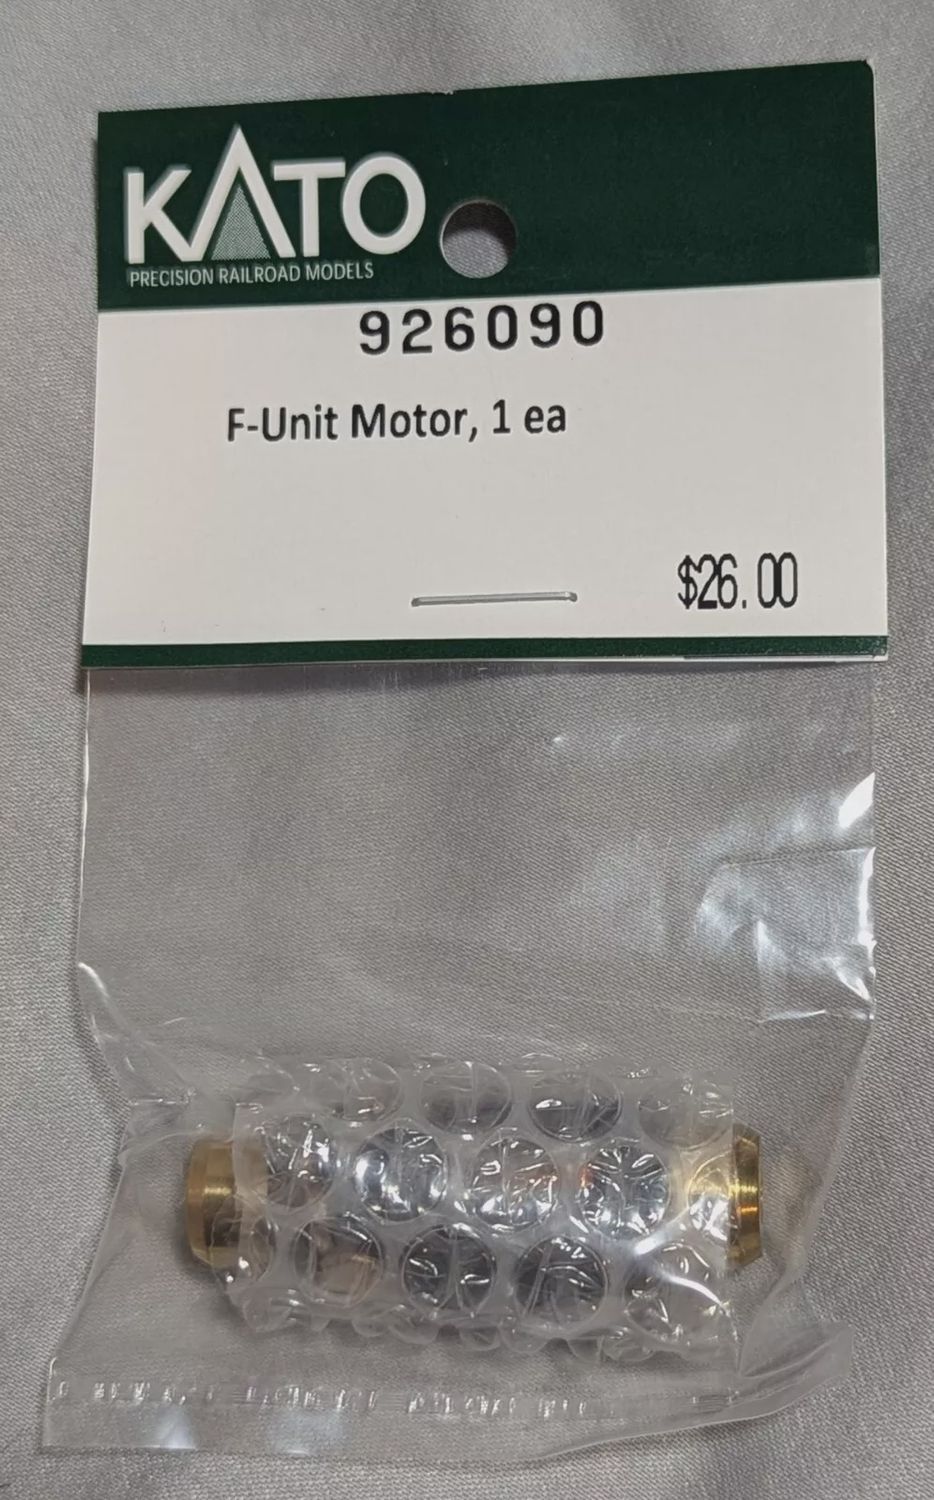 KATO
PRECISION RAILROAD MODELS
926090
F-Unit Motor, 1 ea
$26.00